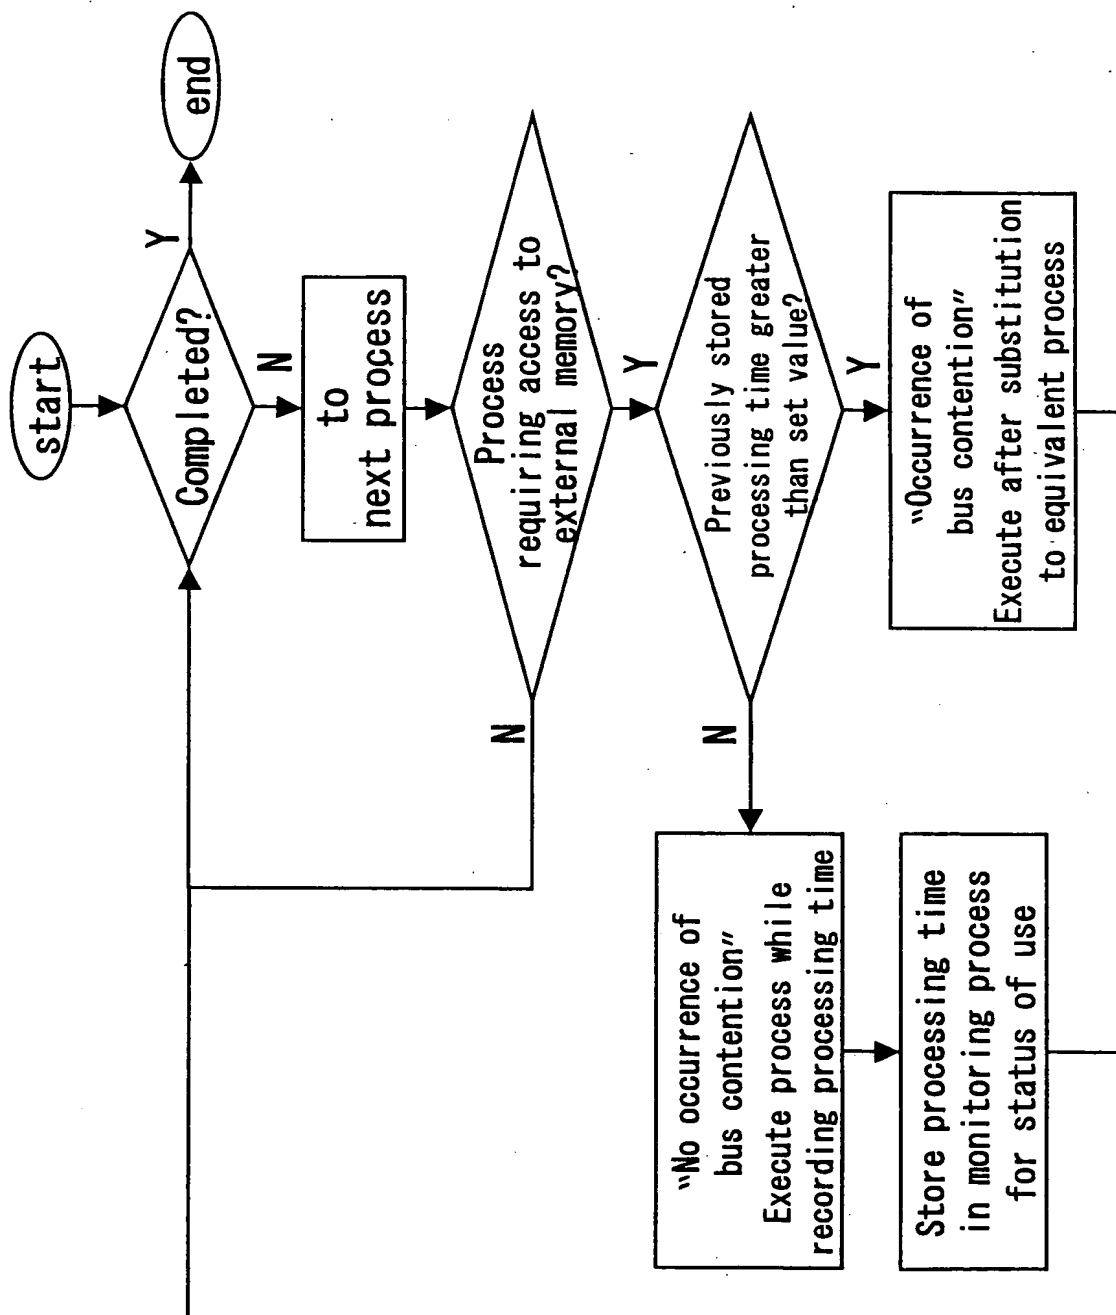 start
Completed?
Y
end
N
to
next process
Process
requiring access to
external memory?
N
Y
Previously stored
processing time greater
than set value?
N
Y
"No occurrence of
bus contention"
Execute process while
recording processing time
Store processing time
in monitoring process
for status of use
"Occurrence of
bus contention"
Execute after substitution
to equivalent process